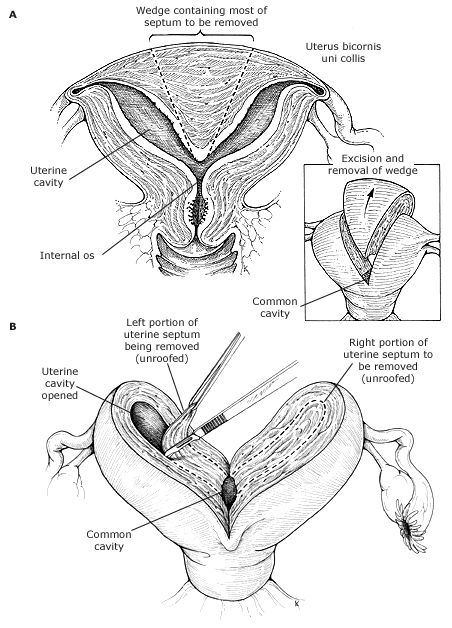 A
Wedge containing most of
septum to be removed
Uterus bicornis
uni collis
Uterine
cavity
Internal os
Excision and
removal of wedge
Common
cavity
B
Left portion of
uterine septum
being removed
(unroofed)
Right portion of
uterine septum to
be removed
(unroofed)
Uterine
cavity
opened
Common
cavity
K